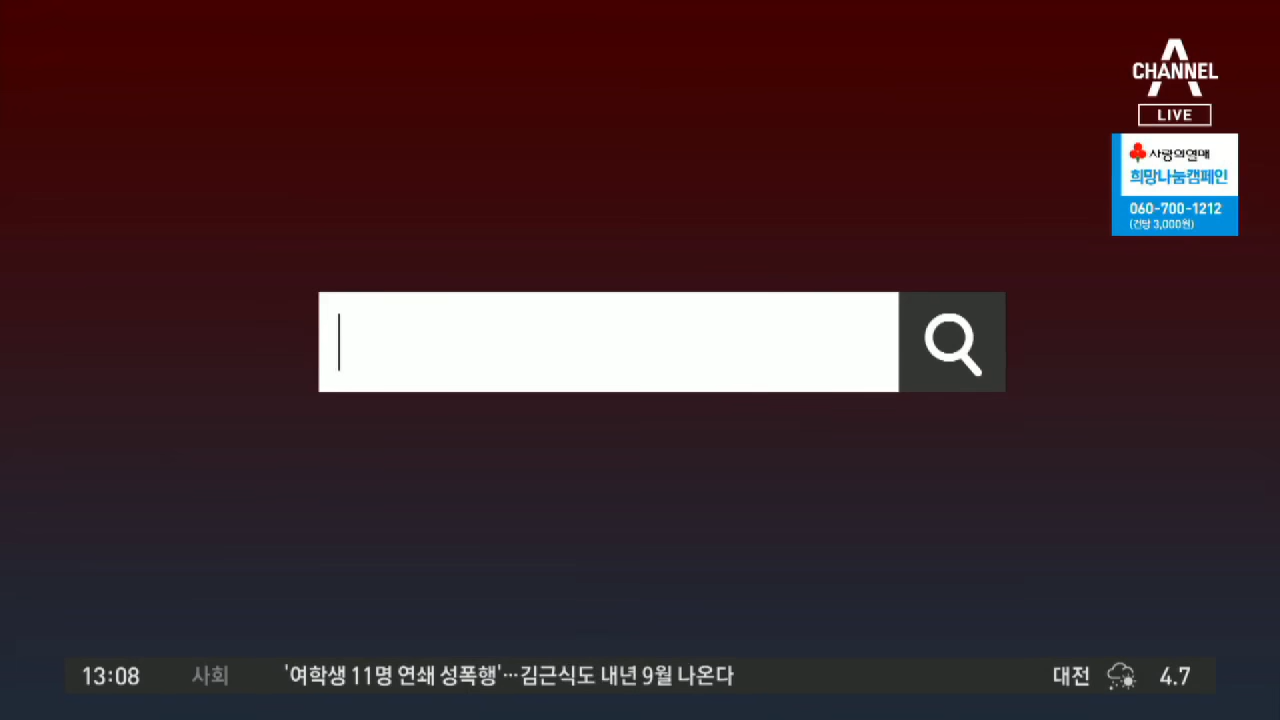 CHANNEL A
LIVE
사랑의열매
희망나눔캠페인
060-700-1212
(건당 3,000원)
13:08 사회 '여학생 11명 연쇄 성폭행'…김근식도 내년 9월 나온다 대전 4.7